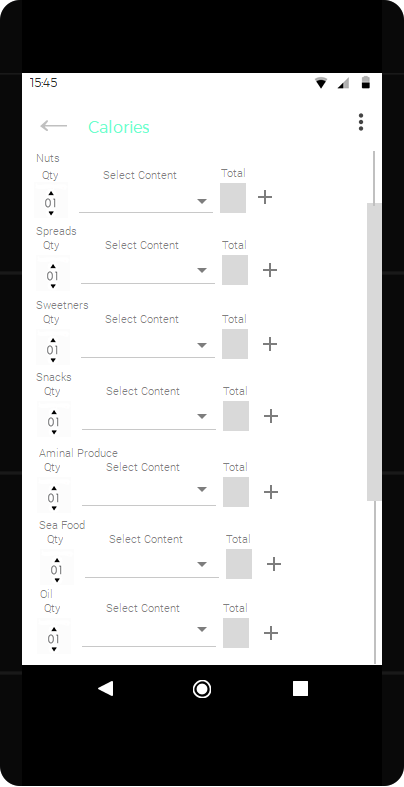 15:45
Calories
Nuts
Qty Select Content Total
01
Spreads
Qty Select Content Total
01
Sweetners
Qty Select Content Total
01
Snacks
Qty Select Content Total
01
Aminal Produce
Qty Select Content Total
01
Sea Food
Qty Select Content Total
01
Oil
Qty Select Content Total
01